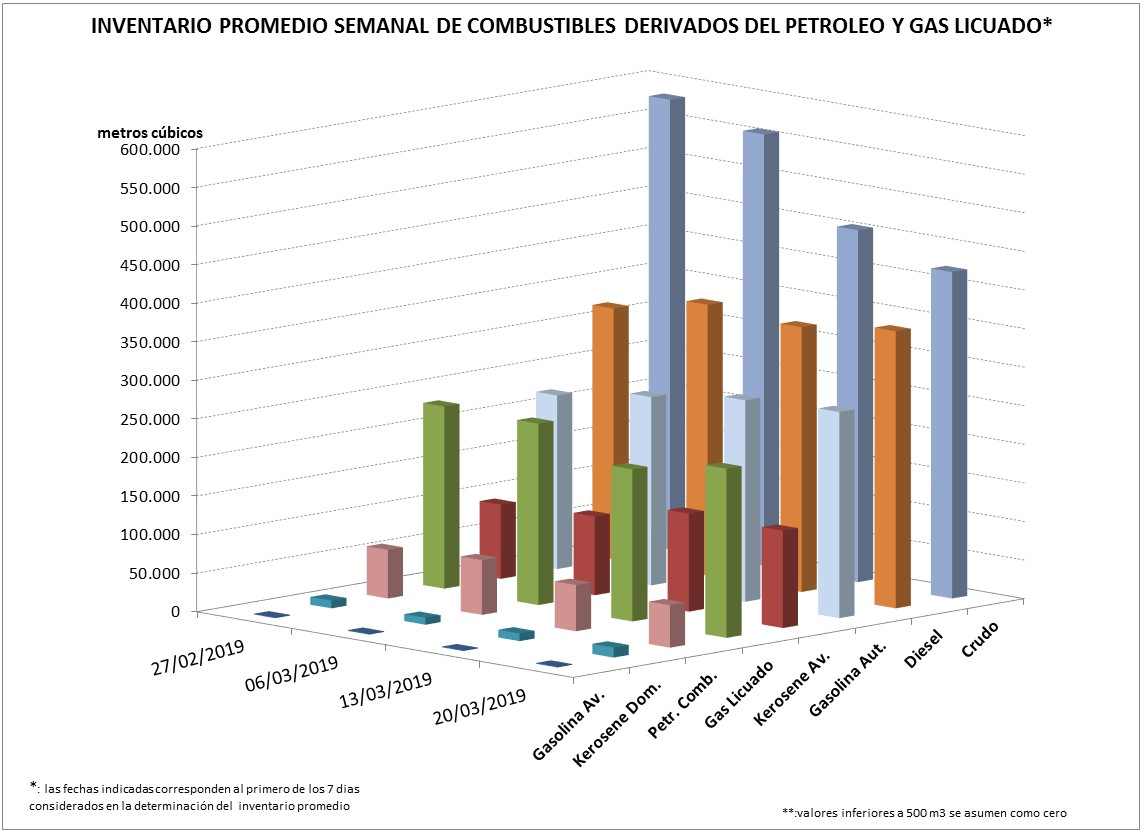 INVENTARIO PROMEDIO SEMANAL DE COMBUSTIBLES DERIVADOS DEL PETROLEO Y GAS LICUADO*
metros cúbicos
600.000
550.000
500.000
450.000
400.000
350.000
300.000
250.000
200.000
150.000
100.000
50.000
0
27/02/2019
06/03/2019
13/03/2019
20/03/2019
Gasolina Av.
Kerosene Dom.
Petr. Comb.
Gas Licuado
Kerosene Av.
Gasolina Aut.
Diesel
Crudo
*: las fechas indicadas corresponden al primero de los 7 dias
considerados en la determinación del inventario promedio
**:valores inferiores a 500 m3 se asumen como cero